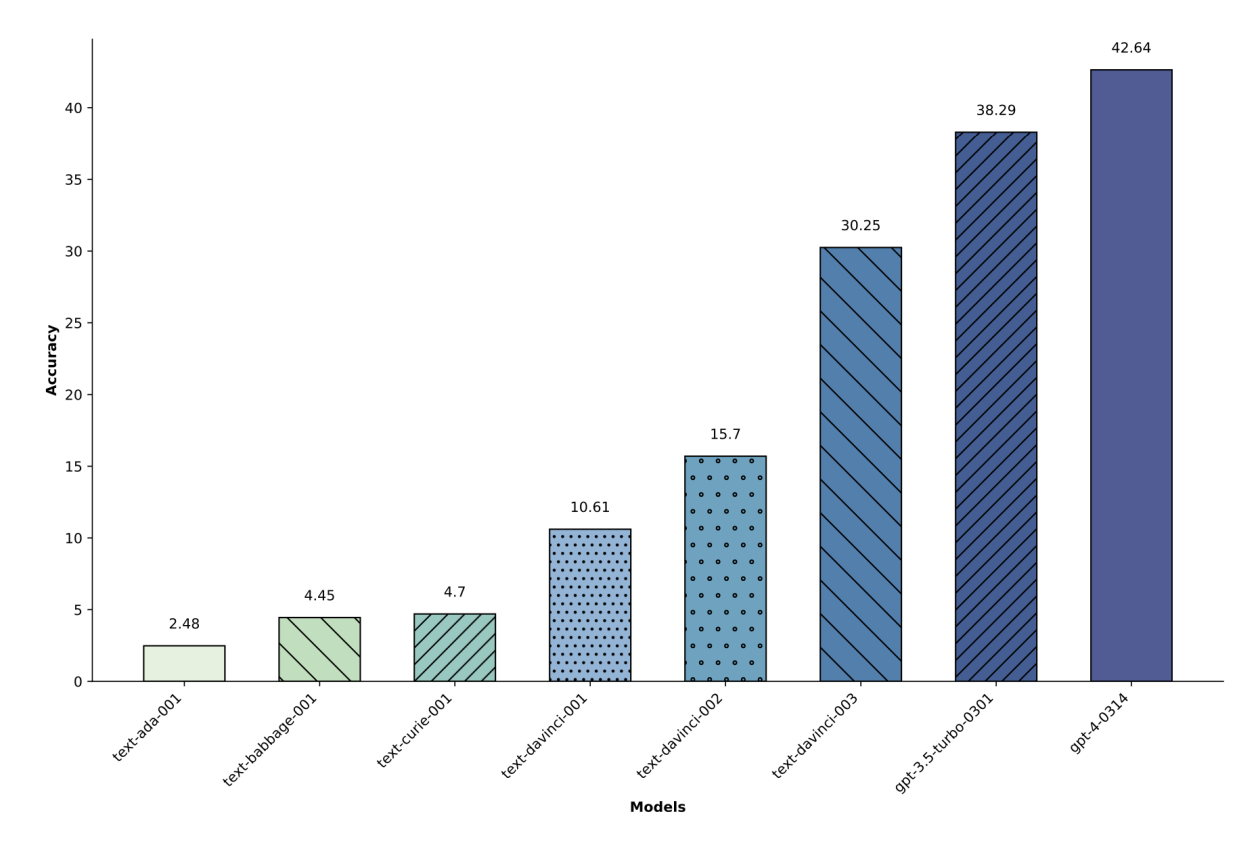 42.64
40
38.29
35
30.25
30
25
Accuracy
20
15.7
15
10.61
10
4.7
4.45
5
2.48
0
text-ada-001
text-babbage-001
text-curie-001
text-davinci-001
text-davinci-002
text-davinci-003
gpt-3.5-turbo-0301
gpt-4-0314
Models